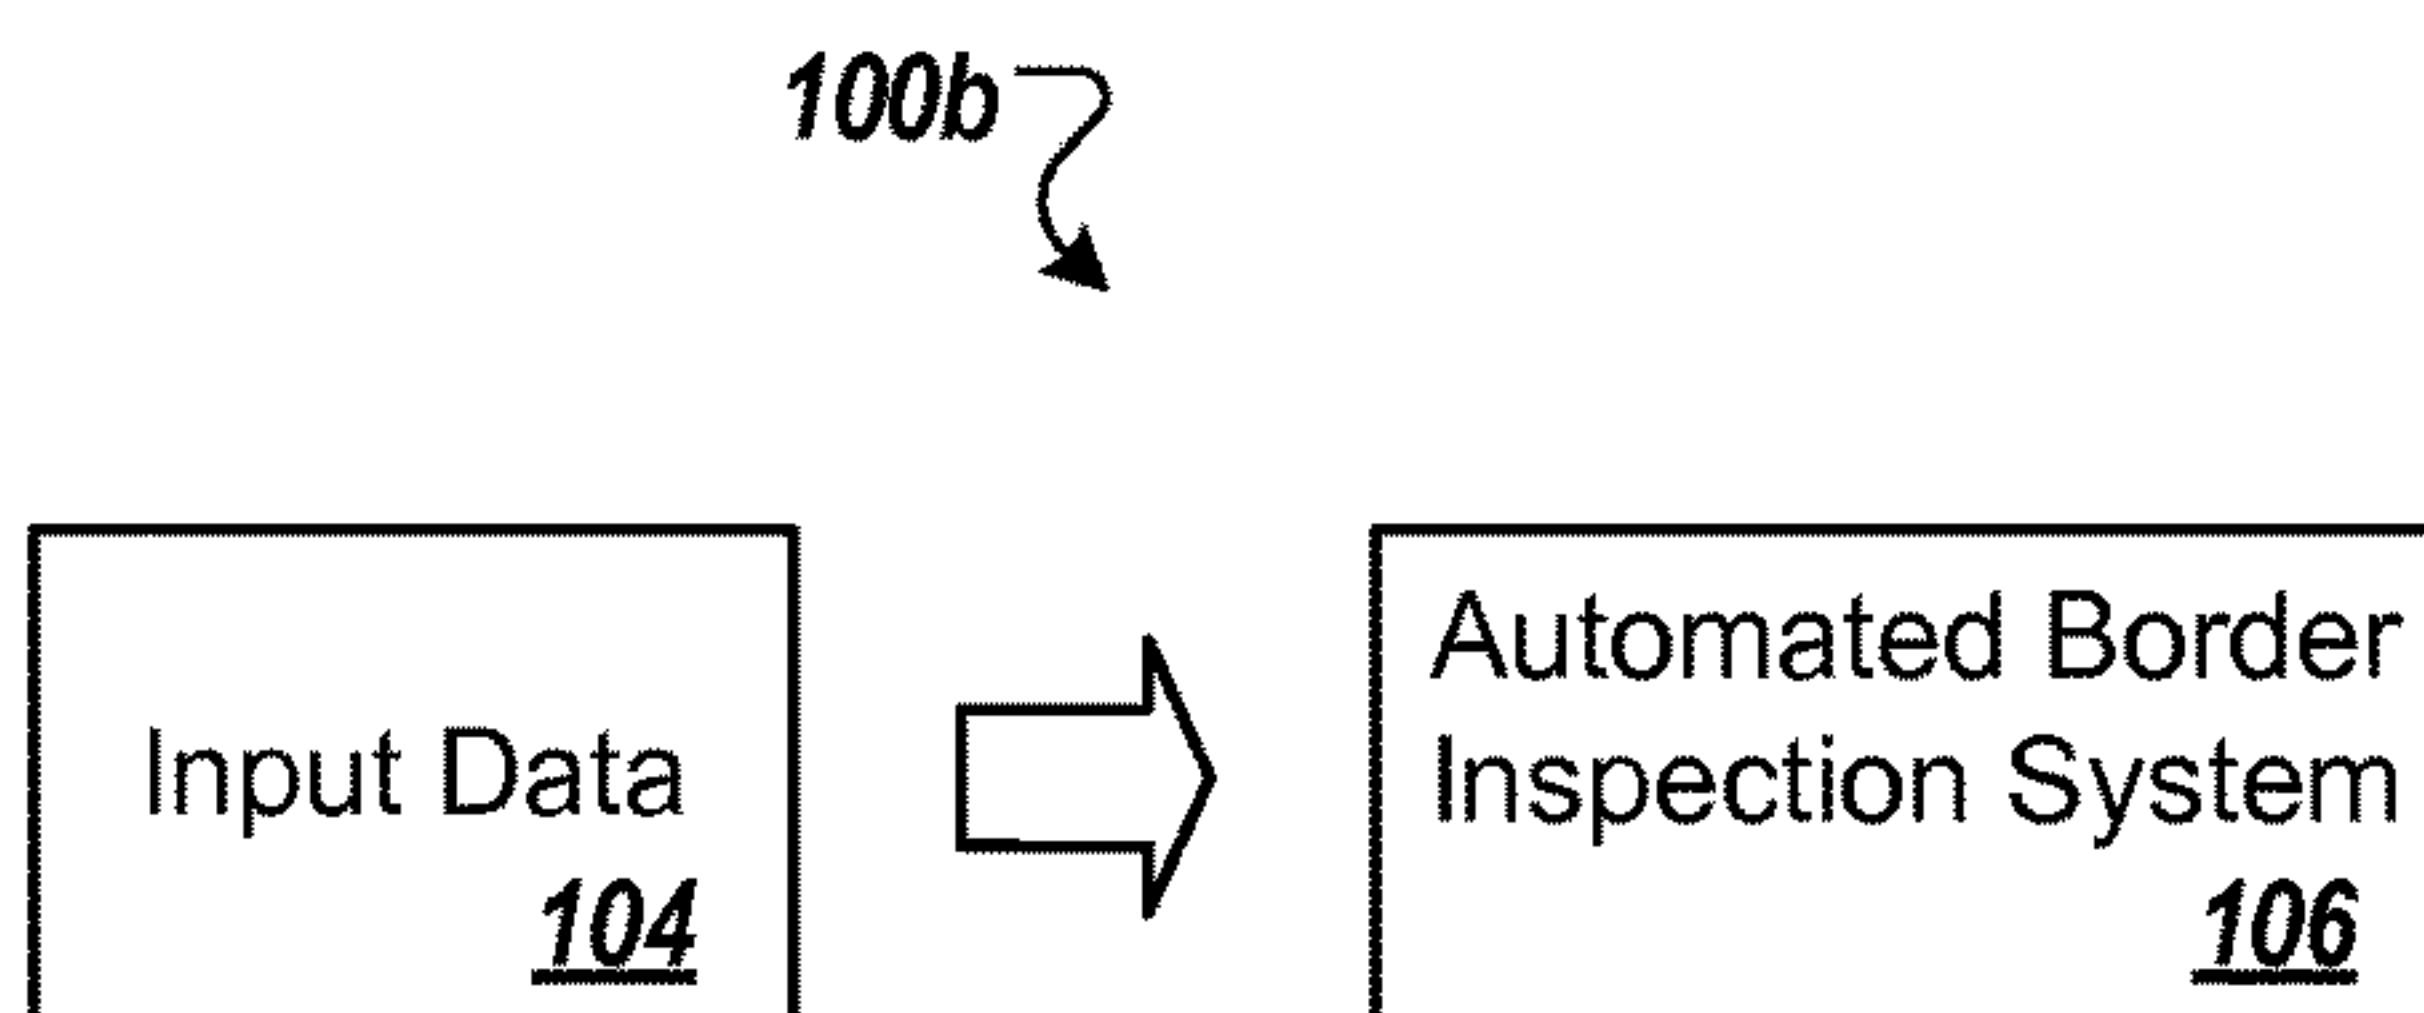 100b
Input Data
104
Automated Border
Inspection System
106